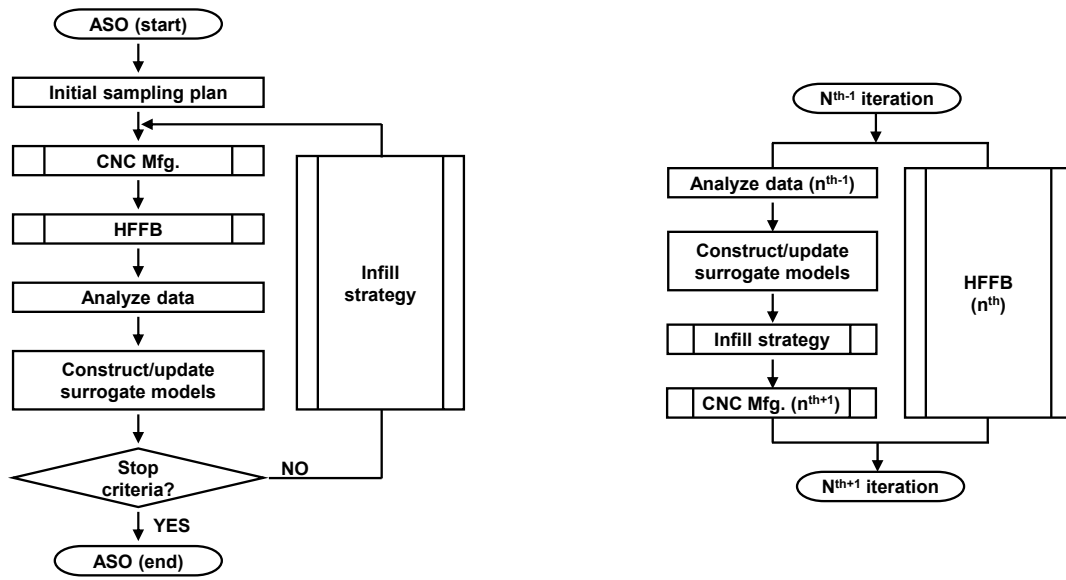 ASO (start)
Initial sampling plan
CNC Mfg.
HFFB
Analyze data
Construct/update
surrogate models
Stop
criteria?
NO
YES
ASO (end)
Infill
strategy
Nᵗʰ⁻¹ iteration
Analyze data (nᵗʰ⁻¹)
Construct/update
surrogate models
Infill strategy
CNC Mfg. (nᵗʰ⁺¹)
HFFB
(nᵗʰ)
Nᵗʰ⁺¹ iteration